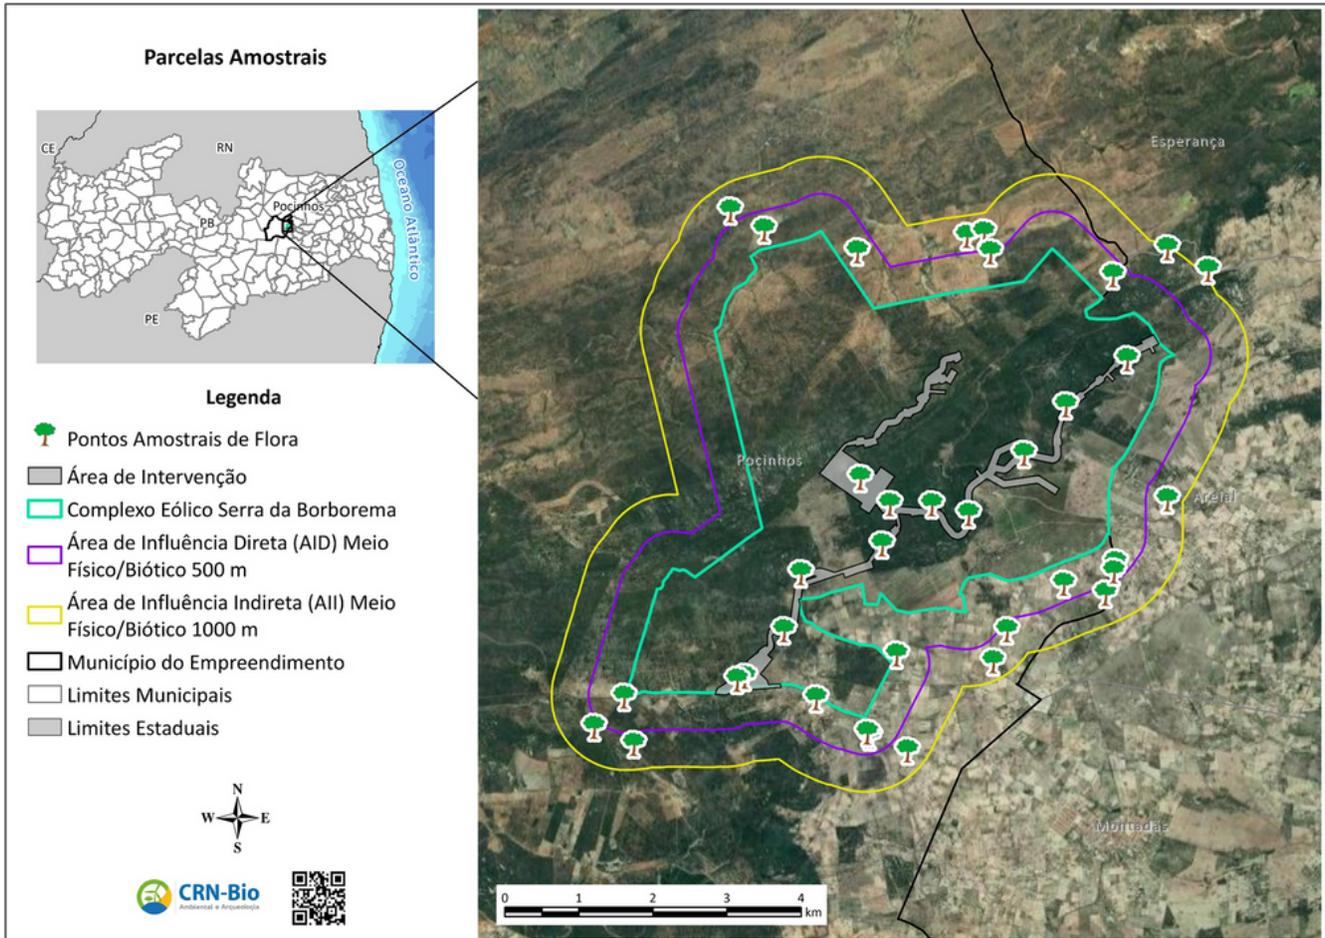 Parcelas Amostrais
CE
RN
PB
Pocinhos
PE
Oceano Atlântico
Legenda
Pontos Amostrais de Flora
Área de Intervenção
Complexo Eólico Serra da Borborema
Área de Influência Direta (AID) Meio
Físico/Biótico 500 m
Área de Influência Indireta (AII) Meio
Físico/Biótico 1000 m
Município do Empreendimento
Limites Municipais
Limites Estaduais
N
W E
S
CRN-Bio
Ambiental e Arqueologia
Esperança
Pocinhos
Areial
Montadas
0 1 2 3 4
km